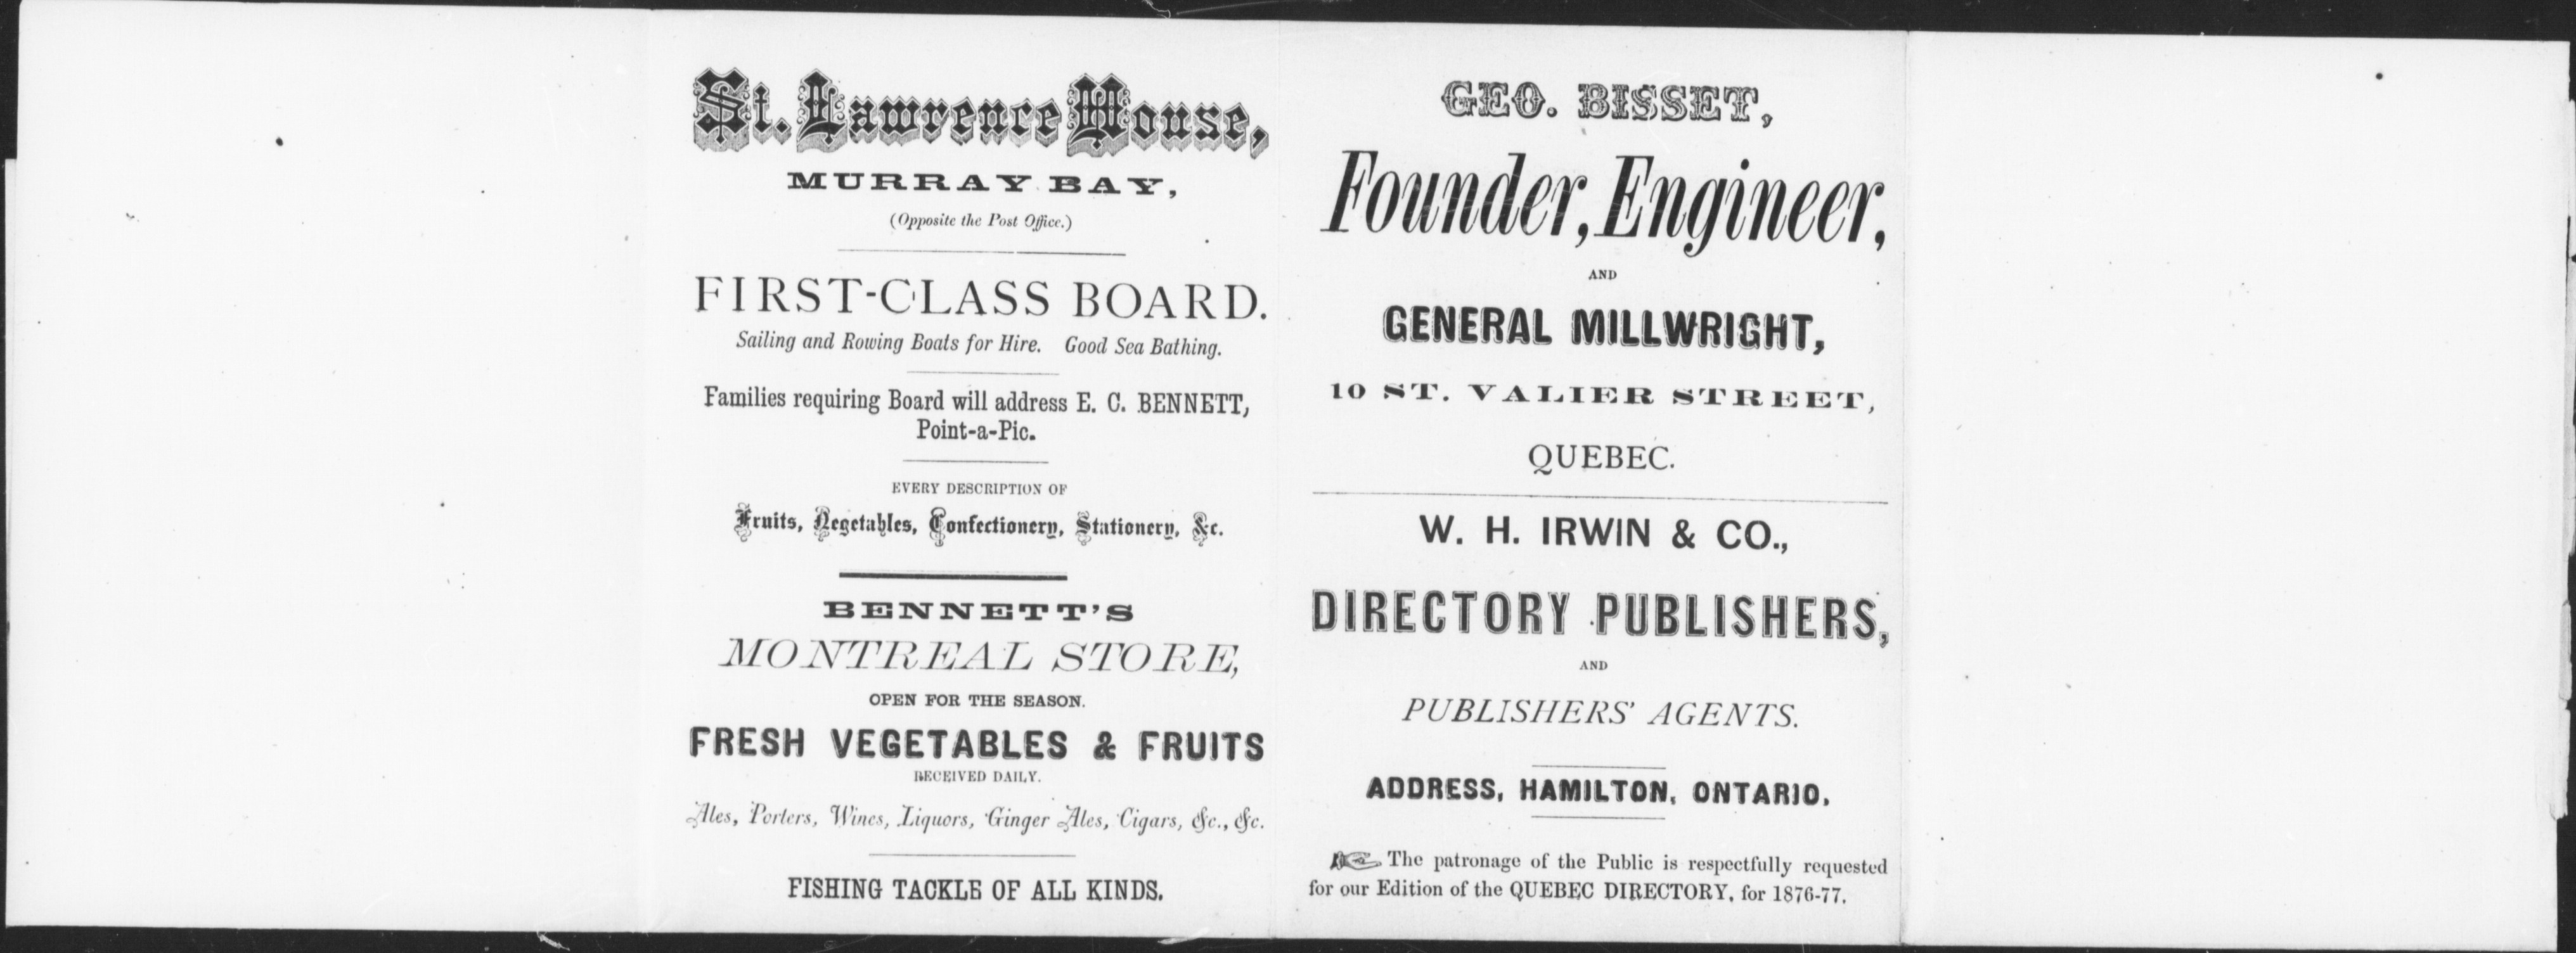 St. Lawrence House,
MURRAY BAY,
(Opposite the Post Office.)
FIRST-CLASS BOARD.
Sailing and Rowing Boats for Hire. Good Sea Bathing.
Families requiring Board will address E. C. BENNETT,
Point-a-Pic.
EVERY DESCRIPTION OF
Fruits, Vegetables, Confectionery, Stationery, &c.
BENNETT'S
MONTREAL STORE,
OPEN FOR THE SEASON.
FRESH VEGETABLES & FRUITS
RECEIVED DAILY.
Ales, Porters, Wines, Liquors, Ginger Ales, Cigars, &c., &c.
FISHING TACKLE OF ALL KINDS.
GEO. BISSET,
Founder, Engineer,
AND
GENERAL MILLWRIGHT,
10 ST. VALIER STREET,
QUEBEC.
W. H. IRWIN & CO.,
DIRECTORY PUBLISHERS,
AND
PUBLISHERS' AGENTS.
ADDRESS, HAMILTON, ONTARIO.
☞ The patronage of the Public is respectfully requested
for our Edition of the QUEBEC DIRECTORY, for 1876-77.